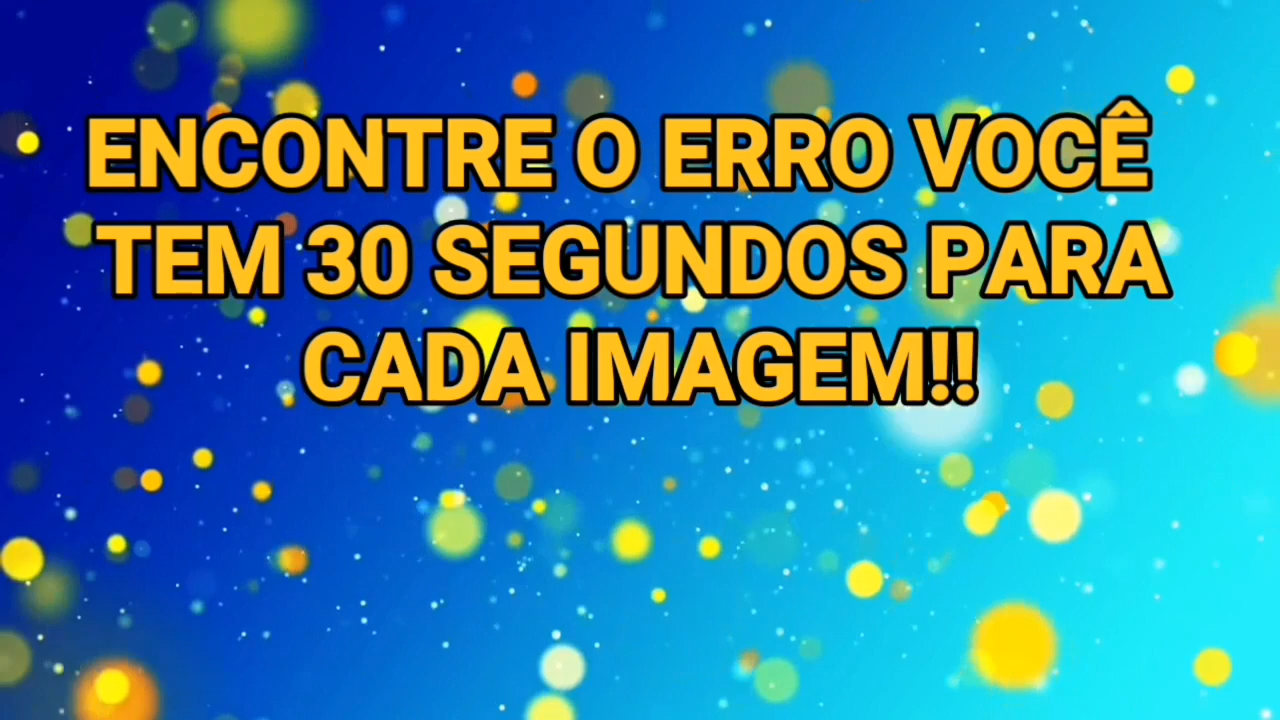 ENCONTRE O ERRO VOCÊ
TEM 30 SEGUNDOS PARA
CADA IMAGEM!!